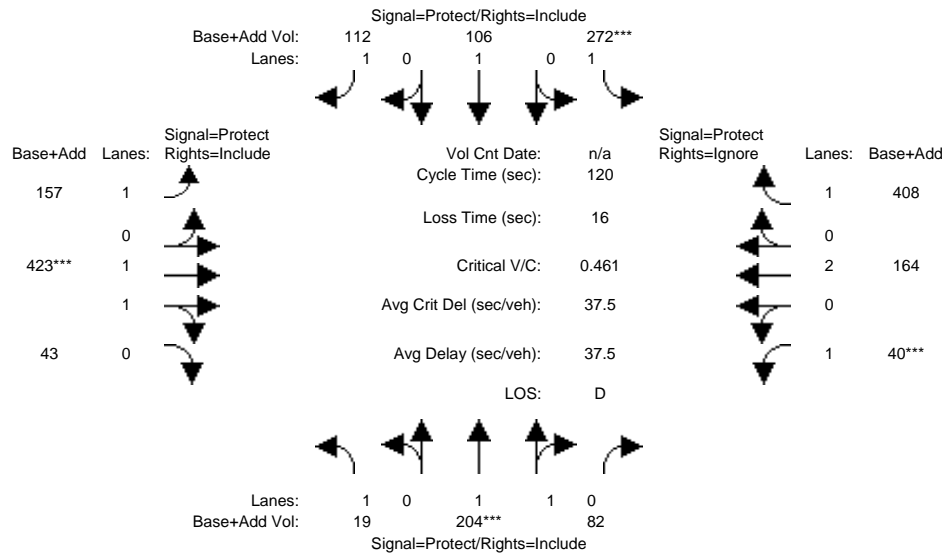 Signal=Protect/Rights=Include
Base+Add Vol: 112 106 272***
Lanes: 1 0 1 0 1
Signal=Protect
Base+Add Lanes: Rights=Include
Vol Cnt Date: n/a
Signal=Protect
Rights=Ignore Lanes: Base+Add
Cycle Time (sec): 120
157 1
1 408
Loss Time (sec): 16
0
0
423*** 1
Critical V/C: 0.461
2 164
1
Avg Crit Del (sec/veh): 37.5
0
43 0
Avg Delay (sec/veh): 37.5
1 40***
LOS: D
Lanes: 1 0 1 1 0
Base+Add Vol: 19 204*** 82
Signal=Protect/Rights=Include